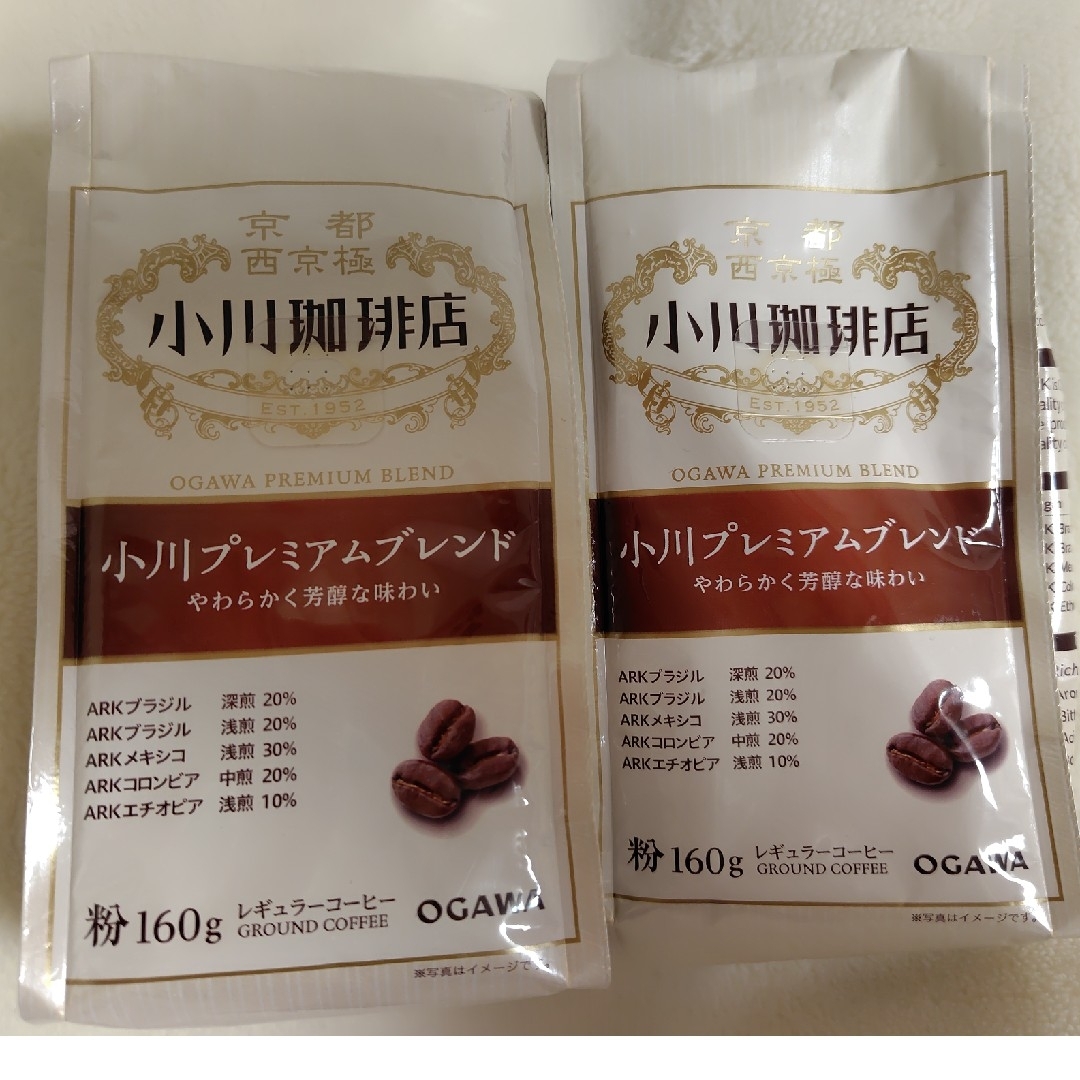 京都
西京極
小川珈琲店
EST.1952
OGAWA PREMIUM BLEND
小川プレミアムブレンド
やわらかく芳醇な味わい
ARKブラジル 深煎 20%
ARKブラジル 浅煎 20%
ARKメキシコ 浅煎 30%
ARKコロンビア 中煎 20%
ARKエチオピア 浅煎 10%
粉160g レギュラーコーヒー
GROUND COFFEE
OGAWA
※写真はイメージです。
京都
西京極
小川珈琲店
EST.1952
OGAWA PREMIUM BLEND
小川プレミアムブレンド
やわらかく芳醇な味わい
ARKブラジル 深煎 20%
ARKブラジル 浅煎 20%
ARKメキシコ 浅煎 30%
ARKコロンビア 中煎 20%
ARKエチオピア 浅煎 10%
粉160g レギュラーコーヒー
GROUND COFFEE
OGAWA
※写真はイメージです。